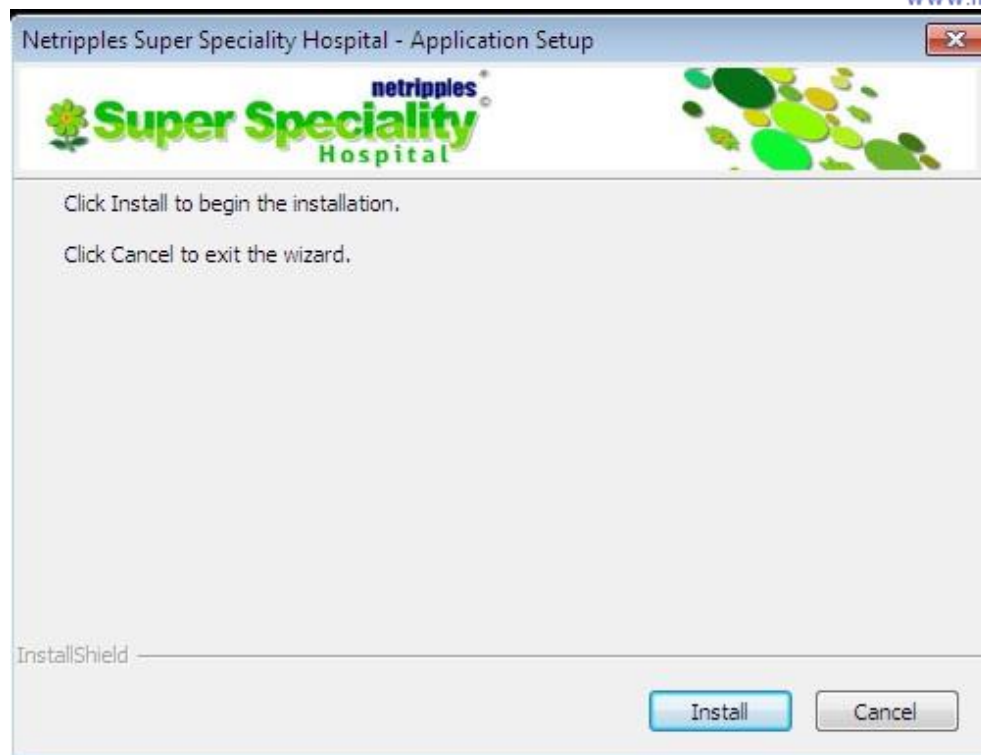 Netripples Super Speciality Hospital - Application Setup
netripples
Super Speciality
Hospital
Click Install to begin the installation.
Click Cancel to exit the wizard.
InstallShield
Install Cancel